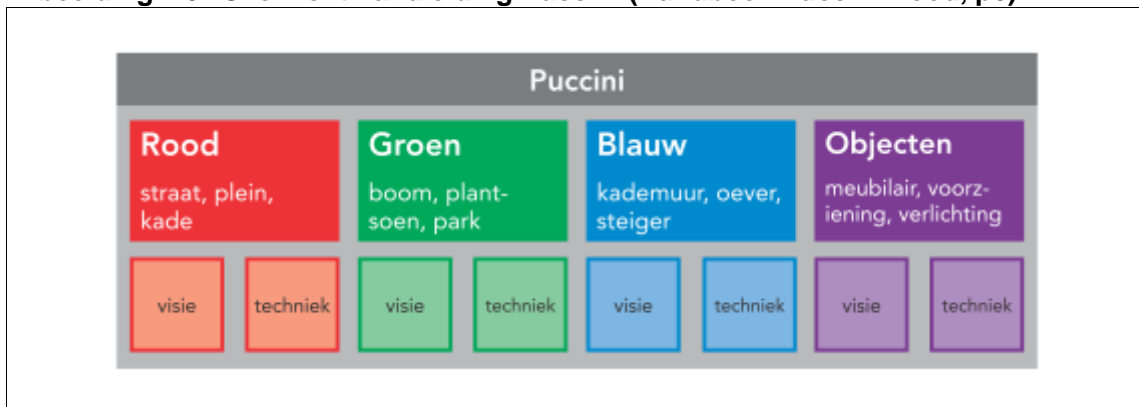 Puccini
Rood
straat, plein,
kade
Groen
boom, plant-
soen, park
Blauw
kademuur, oever,
steiger
Objecten
meubilair, voorz-
iening, verlichting
visie
techniek
visie
techniek
visie
techniek
visie
techniek